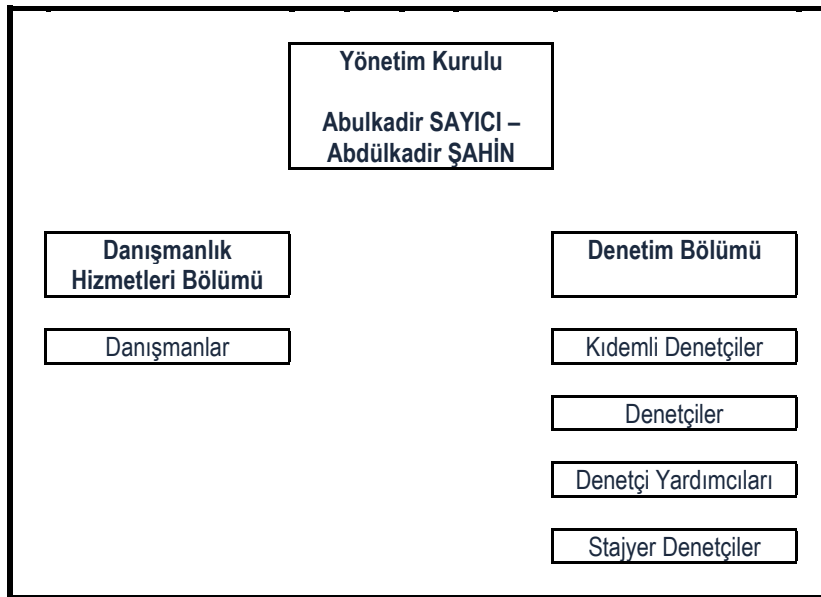 Yönetim Kurulu
Abulkadir SAYICI –
Abdülkadir ŞAHİN
Danışmanlık
Hizmetleri Bölümü
Denetim Bölümü
Danışmanlar
Kıdemli Denetçiler
Denetçiler
Denetçi Yardımcıları
Stajyer Denetçiler